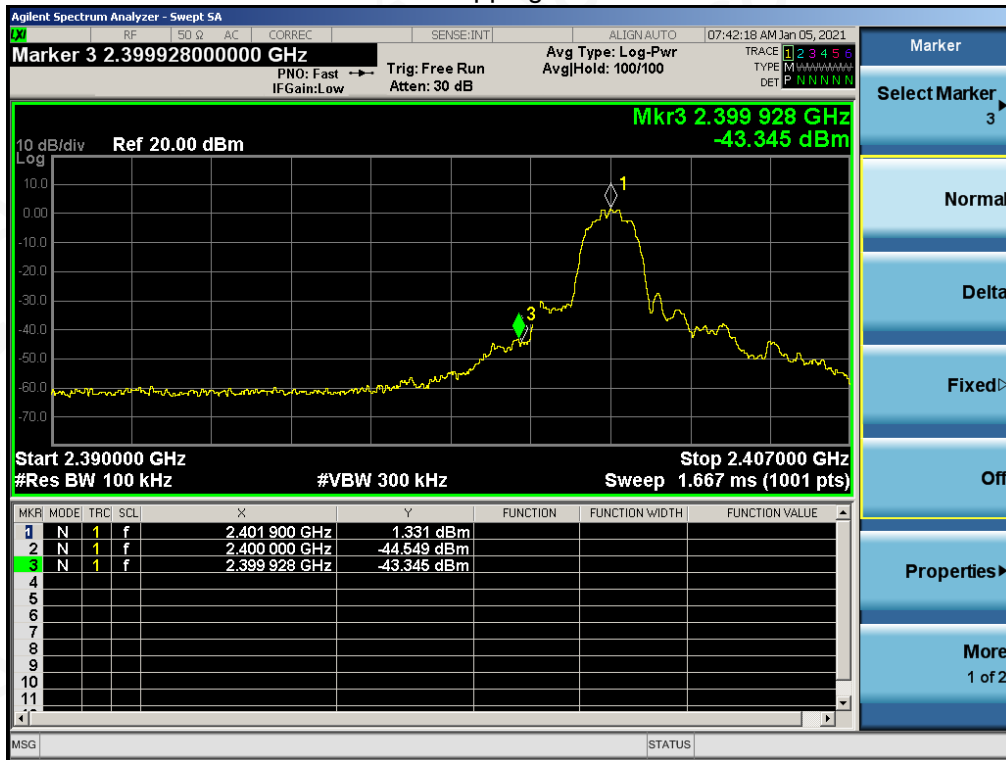 Agilent Spectrum Analyzer - Swept SA
LXI RF 50 Ω AC CORREC SENSE:INT ALIGN AUTO 07:42:18 AM Jan 05, 2021
Marker 3 2.399928000000 GHz
PNO: Fast
IFGain:Low
Trig: Free Run
Atten: 30 dB
Avg Type: Log-Pwr
Avg|Hold: 100/100
TRACE 1 2 3 4 5 6
TYPE M WWWWW
DET P N N N N N
Mkr3 2.399 928 GHz
-43.345 dBm
10 dB/div Ref 20.00 dBm
Log
10.0
0.00
-10.0
-20.0
-30.0
-40.0
-50.0
-60.0
-70.0
1
3
Start 2.390000 GHz Stop 2.407000 GHz
#Res BW 100 kHz #VBW 300 kHz Sweep 1.667 ms (1001 pts)
MKR MODE TRC SCL X Y FUNCTION FUNCTION WIDTH FUNCTION VALUE
1 N 1 f 2.401 900 GHz 1.331 dBm
2 N 1 f 2.400 000 GHz -44.549 dBm
3 N 1 f 2.399 928 GHz -43.345 dBm
4
5
6
7
8
9
10
11
MSG STATUS
Marker
Select Marker
3
Normal
Delta
Fixed
Off
Properties
More
1 of 2